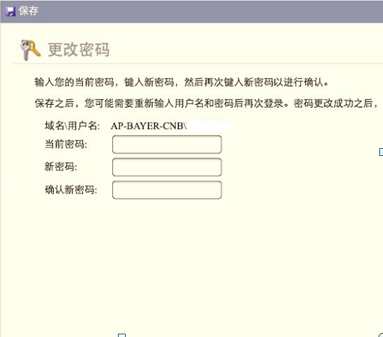 保存
更改密码
输入您的当前密码，键入新密码，然后再次键入新密码以进行确认。
保存之后，您可能需要重新输入用户名和密码后再次登录。密码更改成功之后，
域名\用户名: AP-BAYER-CNB\
当前密码:
新密码:
确认新密码: